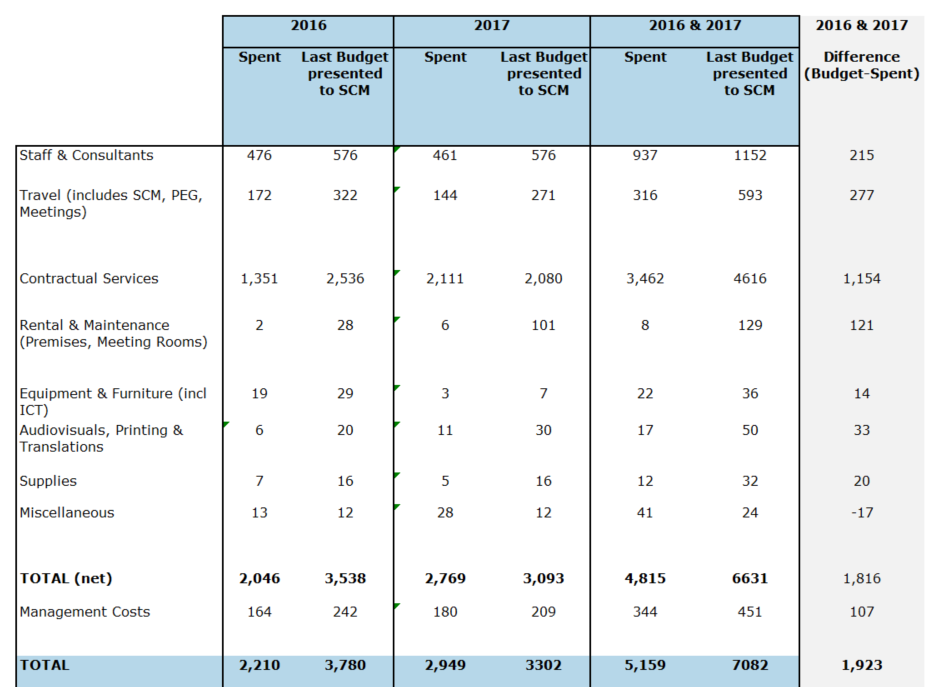 2016 2017 2016 & 2017 2016 & 2017
Spent Last Budget presented to SCM Spent Last Budget presented to SCM Spent Last Budget presented to SCM Difference (Budget-Spent)
Staff & Consultants 476 576 461 576 937 1152 215
Travel (includes SCM, PEG, Meetings) 172 322 144 271 316 593 277
Contractual Services 1,351 2,536 2,111 2,080 3,462 4616 1,154
Rental & Maintenance (Premises, Meeting Rooms) 2 28 6 101 8 129 121
Equipment & Furniture (incl ICT) 19 29 3 7 22 36 14
Audiovisuals, Printing & Translations 6 20 11 30 17 50 33
Supplies 7 16 5 16 12 32 20
Miscellaneous 13 12 28 12 41 24 -17
TOTAL (net) 2,046 3,538 2,769 3,093 4,815 6631 1,816
Management Costs 164 242 180 209 344 451 107
TOTAL 2,210 3,780 2,949 3302 5,159 7082 1,923